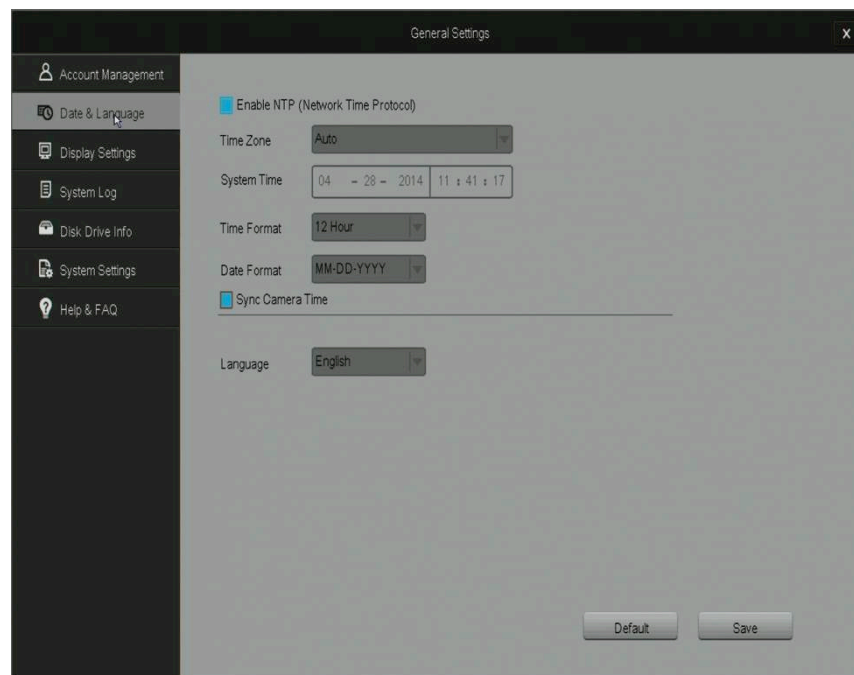 General Settings
X
Account Management
Date & Language
Display Settings
System Log
Disk Drive Info
System Settings
Help & FAQ
Enable NTP (Network Time Protocol)
Time Zone Auto
System Time 04 - 28 - 2014 11 : 41 : 17
Time Format 12 Hour
Date Format MM-DD-YYYY
Sync Camera Time
Language English
Default Save